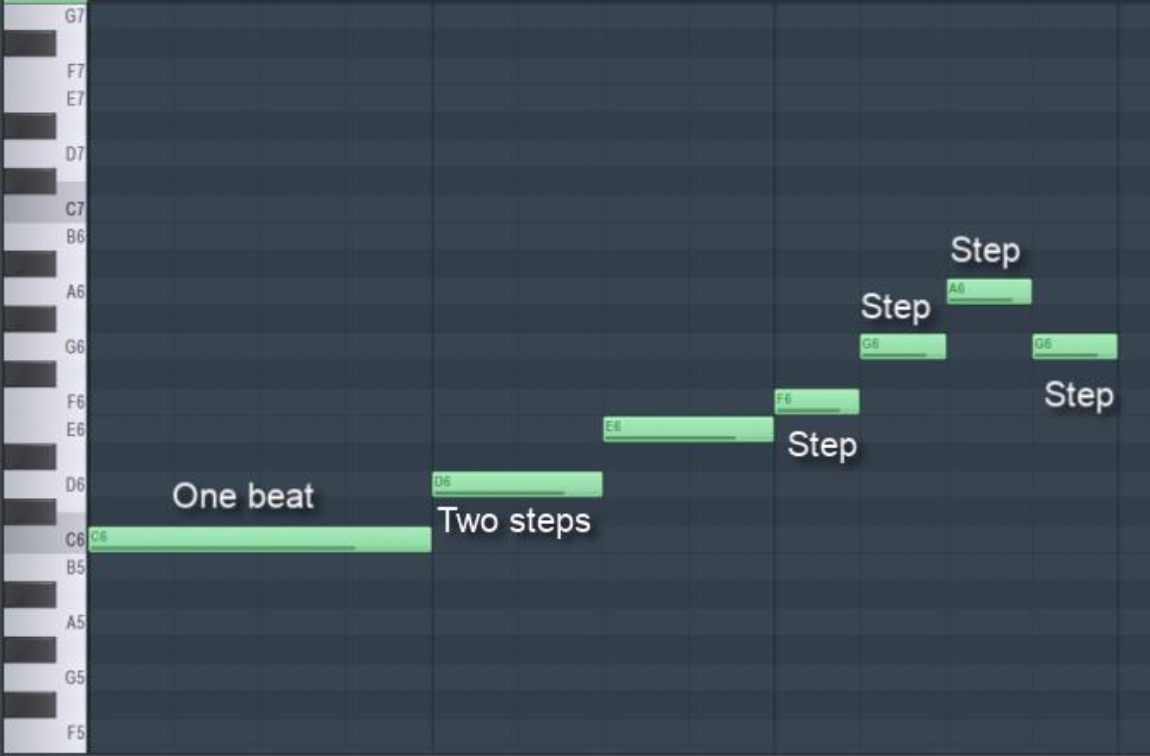 G7
F7
E7
D7
C7
B6
Step
A6
A6
Step
G6
G6
G6
Step
F6
F6
E6
E6
Step
D6
D6
One beat
Two steps
C6
C6
B5
A5
G5
F5